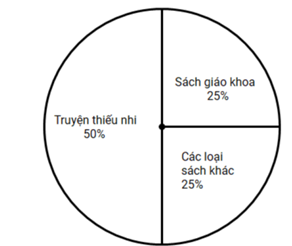 Truyện thiếu nhi
50%
Sách giáo khoa
25%
Các loại
sách khác
25%